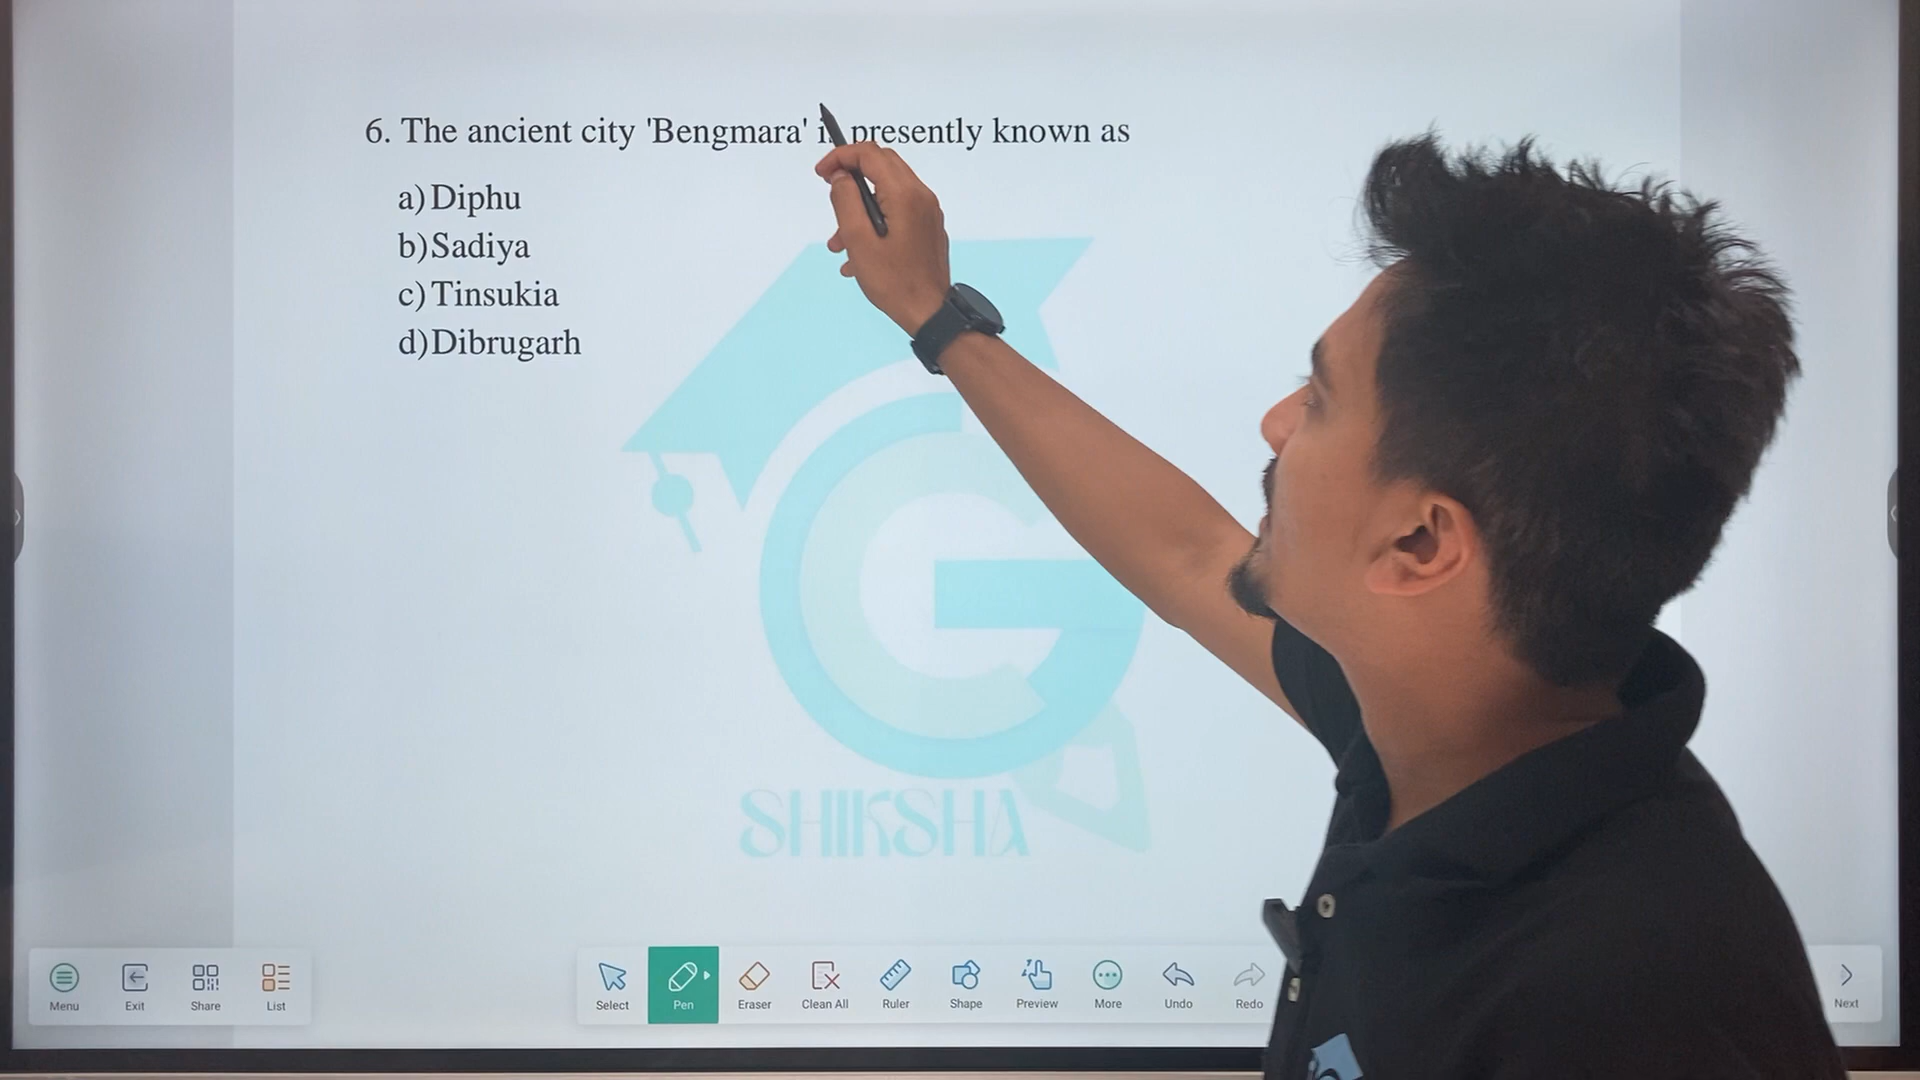 6. The ancient city 'Bengmara' is presently known as
a) Diphu
b) Sadiya
c) Tinsukia
d) Dibrugarh
SHIKSHA
Menu
Exit
Share
List
Select
Pen
Eraser
Clean All
Ruler
Shape
Preview
More
Undo
Redo
Next